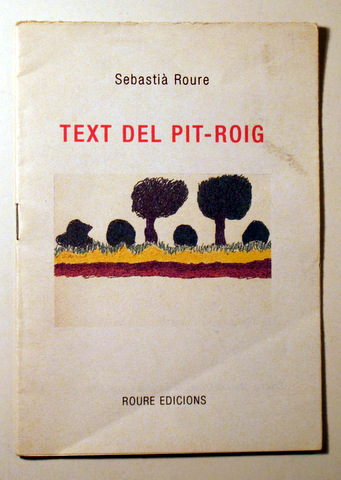 Sebastià Roure
TEXT DEL PIT-ROIG
ROURE EDICIONS